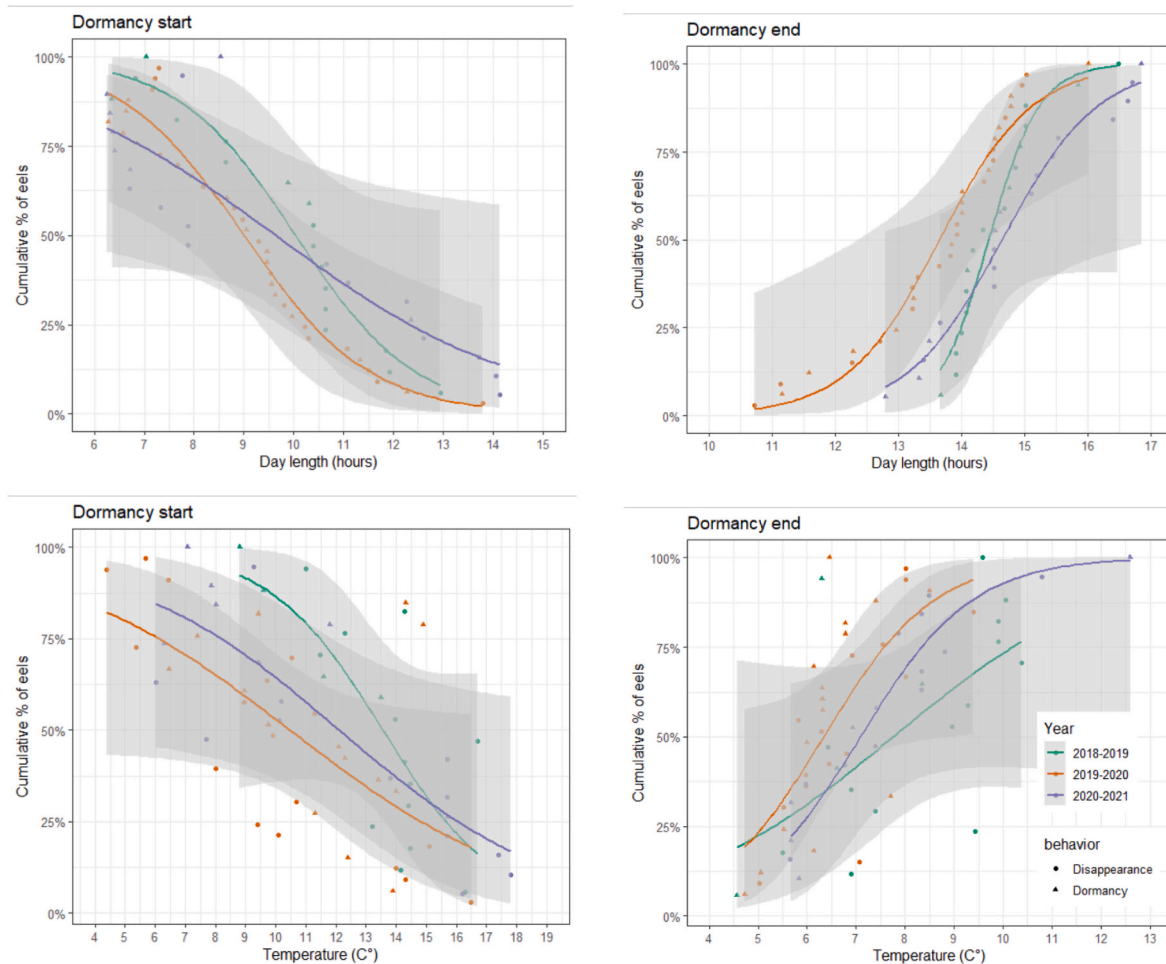 Dormancy start
Cumulative % of eels
100%
75%
50%
25%
0%
6 7 8 9 10 11 12 13 14 15
Day length (hours)
Dormancy end
Cumulative % of eels
100%
75%
50%
25%
0%
10 11 12 13 14 15 16 17
Day length (hours)
Dormancy start
Cumulative % of eels
100%
75%
50%
25%
0%
4 5 6 7 8 9 10 11 12 13 14 15 16 17 18 19
Temperature (C°)
Dormancy end
Cumulative % of eels
100%
75%
50%
25%
0%
4 5 6 7 8 9 10 11 12 13
Temperature (C°)
Year
2018-2019
2019-2020
2020-2021
behavior
Disappearance
Dormancy